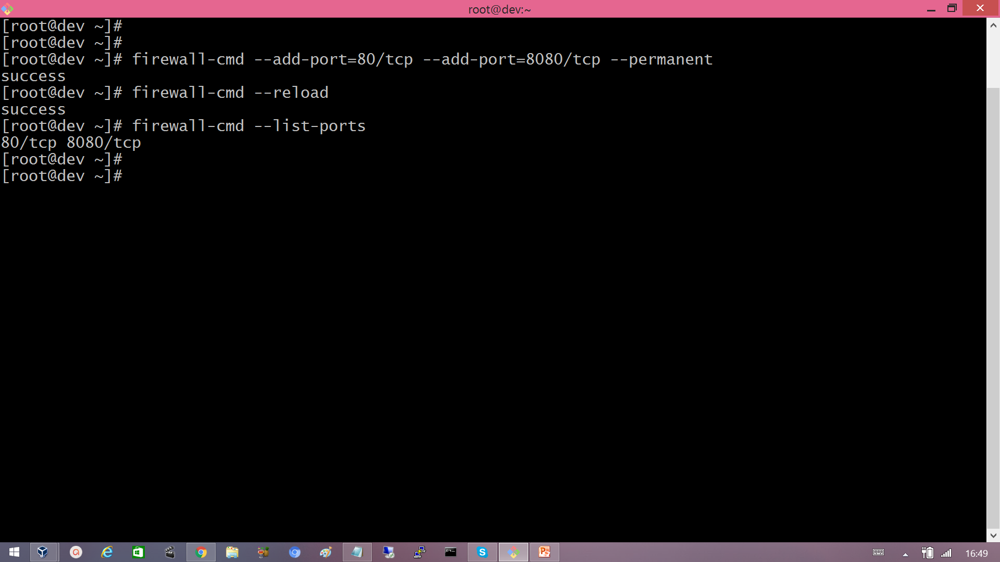 root@dev:~
[root@dev ~]#
[root@dev ~]#
[root@dev ~]# firewall-cmd --add-port=80/tcp --add-port=8080/tcp --permanent
success
[root@dev ~]# firewall-cmd --reload
success
[root@dev ~]# firewall-cmd --list-ports
80/tcp 8080/tcp
[root@dev ~]#
[root@dev ~]#
16:49